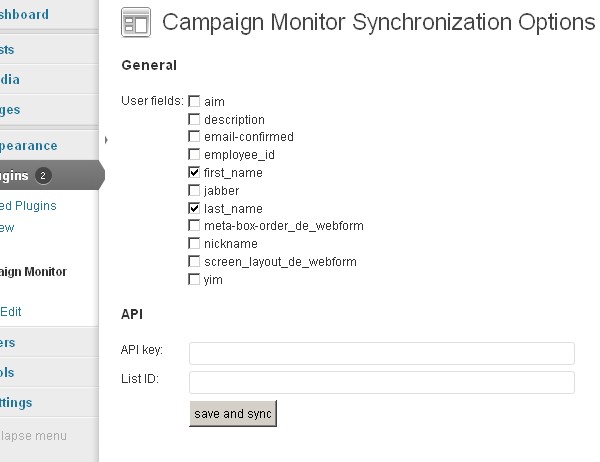 shboard
Campaign Monitor Synchronization Options
sts
dia
ges
pearance
ugins 2
ed Plugins
ew
aign Monitor
Edit
ers
ols
ttings
lapse menu
General
User fields:
aim
description
email-confirmed
employee_id
first_name
jabber
last_name
meta-box-order_de_webform
nickname
screen_layout_de_webform
yim
API
API key:
List ID:
save and sync